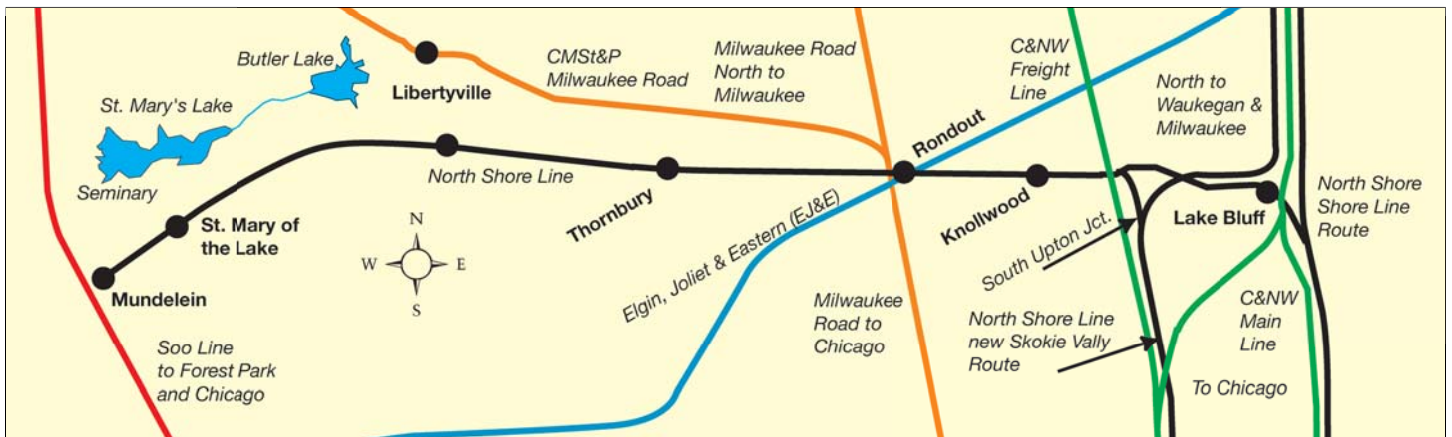 Butler Lake
St. Mary's Lake
Seminary
Libertyville
CMSt&P
Milwaukee Road
Milwaukee Road
North to
Milwaukee
C&NW
Freight
Line
North to
Waukegan &
Milwaukee
Rondout
North Shore Line
Thornbury
Knollwood
Lake Bluff
North Shore
Shore Line
Route
St. Mary of
the Lake
Mundelein
N
W
E
S
Elgin, Joliet & Eastern (EJ&E)
South Upton Jct.
Soo Line
to Forest Park
and Chicago
Milwaukee
Road to
Chicago
North Shore Line
new Skokie Vally
Route
C&NW
Main
Line
To Chicago